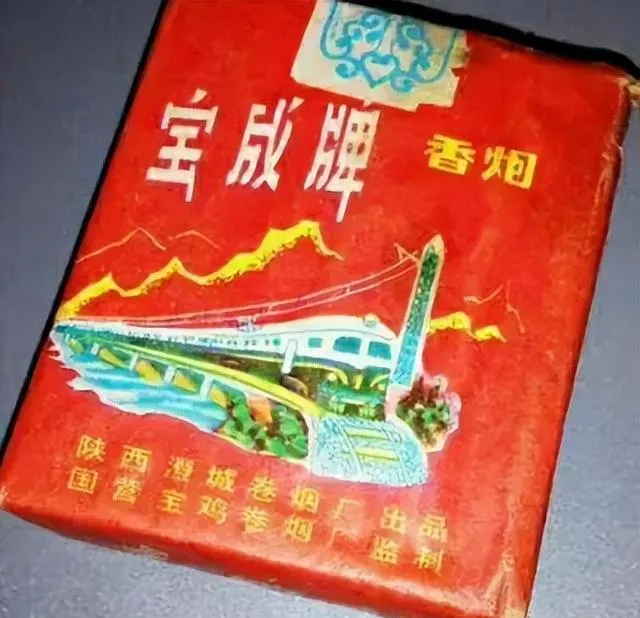 宝成牌 香烟
陕西澄城卷烟厂出品
国营宝鸡卷烟厂监制